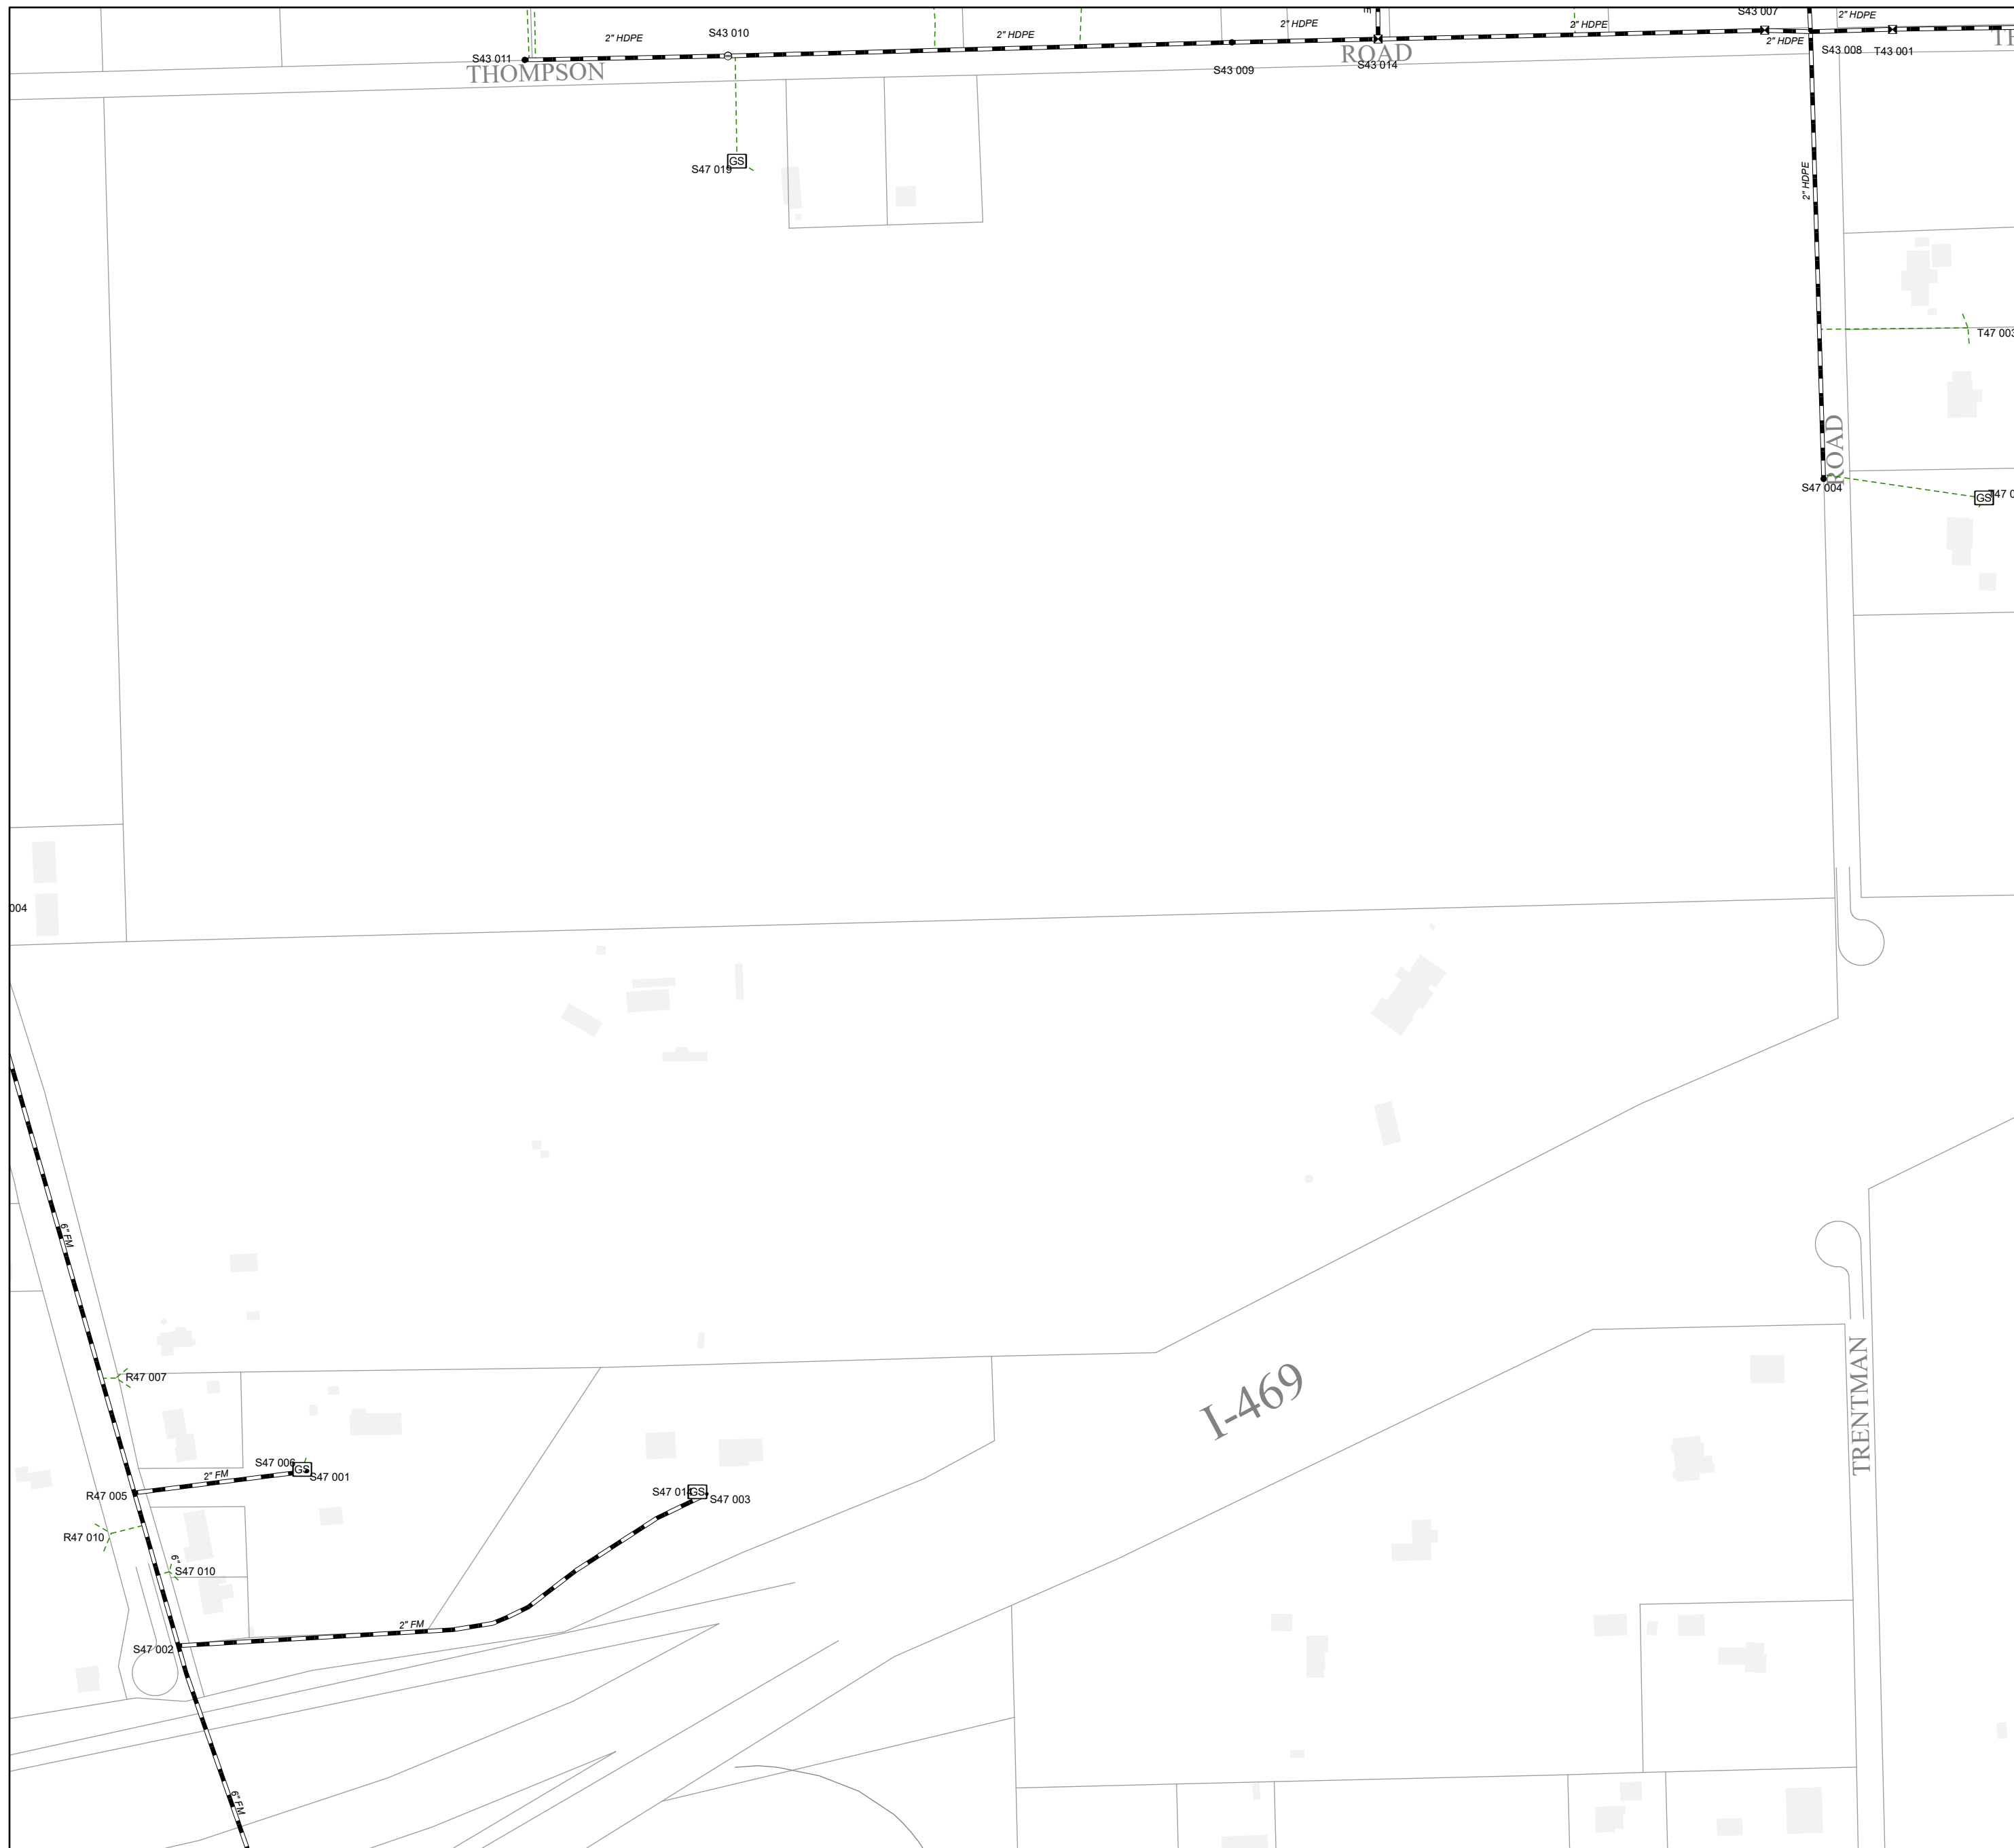 S43 007
2" HDPE
2" HDPE
S43 010
2" HDPE
2" HDPE
2" HDPE
S43 011
THOMPSON
ROAD
S43 009
S43 014
2" HDPE
S43 008
T43 001
S47 019
GS
2" HDPE
T47 003
ROAD
S47 004
GS
004
6" FM
R47 007
I-469
TRENTMAN
S47 006
GS
S47 001
2" FM
R47 005
S47 014
GS
S47 003
R47 010
6"
S47 010
2" FM
S47 002
6" FM